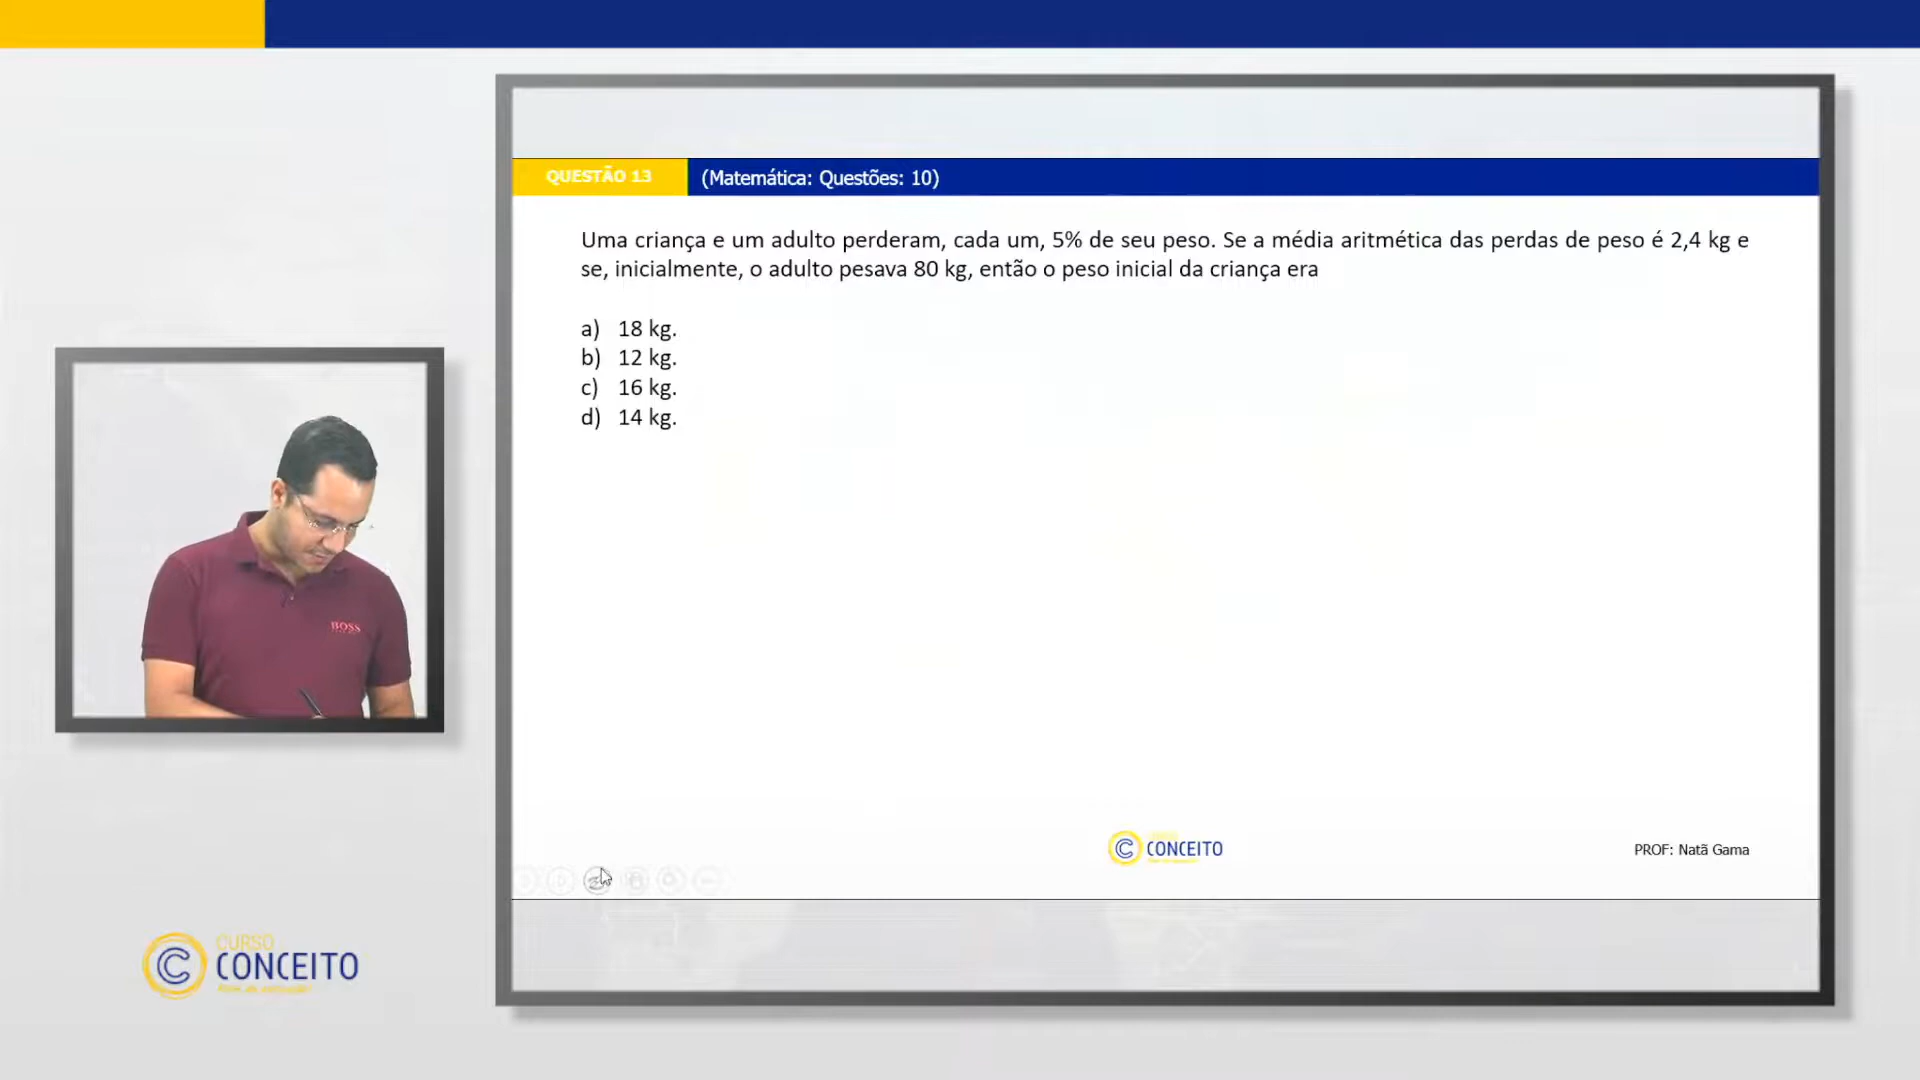 QUESTÃO 13
(Matemática: Questões: 10)
Uma criança e um adulto perderam, cada um, 5% de seu peso. Se a média aritmética das perdas de peso é 2,4 kg e
se, inicialmente, o adulto pesava 80 kg, então o peso inicial da criança era
a) 18 kg.
b) 12 kg.
c) 16 kg.
d) 14 kg.
BOSS
CONCEITO
PROF: Natã Gama
CURSO
CONCEITO